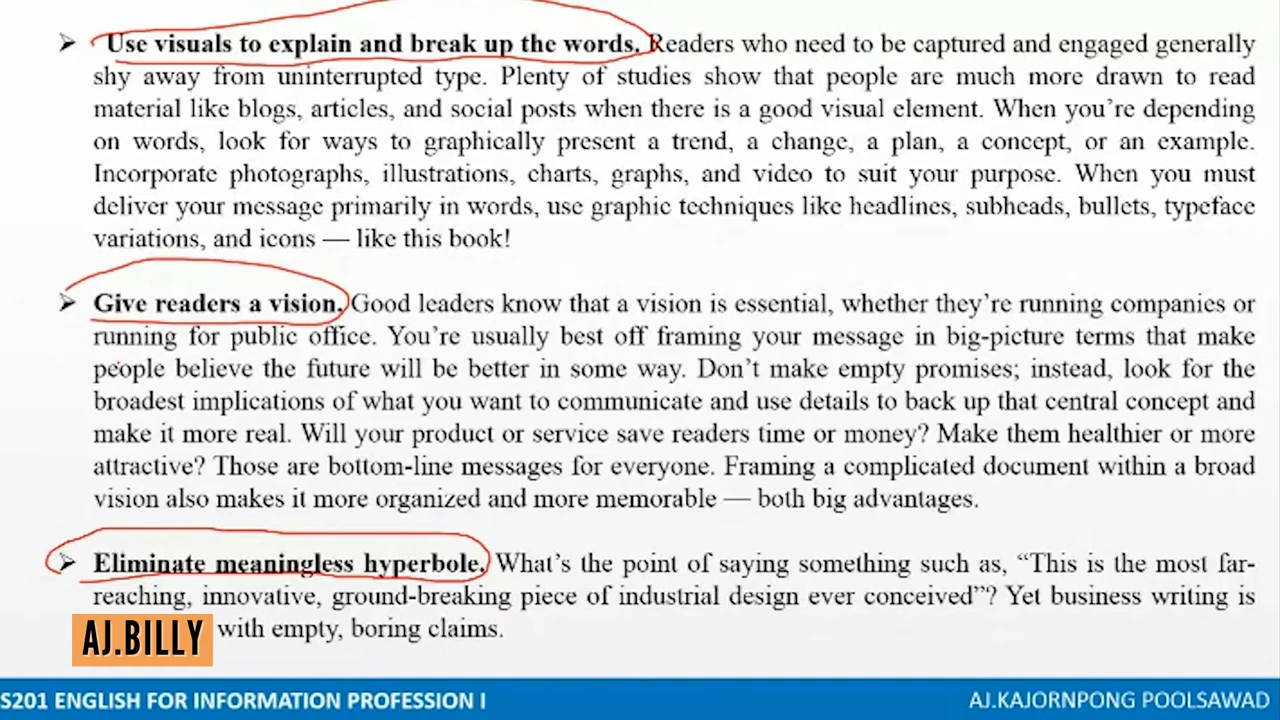 ➢ Use visuals to explain and break up the words. Readers who need to be captured and engaged generally
shy away from uninterrupted type. Plenty of studies show that people are much more drawn to read
material like blogs, articles, and social posts when there is a good visual element. When you’re depending
on words, look for ways to graphically present a trend, a change, a plan, a concept, or an example.
Incorporate photographs, illustrations, charts, graphs, and video to suit your purpose. When you must
deliver your message primarily in words, use graphic techniques like headlines, subheads, bullets, typeface
variations, and icons — like this book!
➢ Give readers a vision. Good leaders know that a vision is essential, whether they’re running companies or
running for public office. You’re usually best off framing your message in big-picture terms that make
people believe the future will be better in some way. Don’t make empty promises; instead, look for the
broadest implications of what you want to communicate and use details to back up that central concept and
make it more real. Will your product or service save readers time or money? Make them healthier or more
attractive? Those are bottom-line messages for everyone. Framing a complicated document within a broad
vision also makes it more organized and more memorable — both big advantages.
➢ Eliminate meaningless hyperbole. What’s the point of saying something such as, “This is the most far-
reaching, innovative, ground-breaking piece of industrial design ever conceived”? Yet business writing is
with empty, boring claims.
AJ.BILLY
S201 ENGLISH FOR INFORMATION PROFESSION I
AJ.KAJORNPONG POOLSAWAD